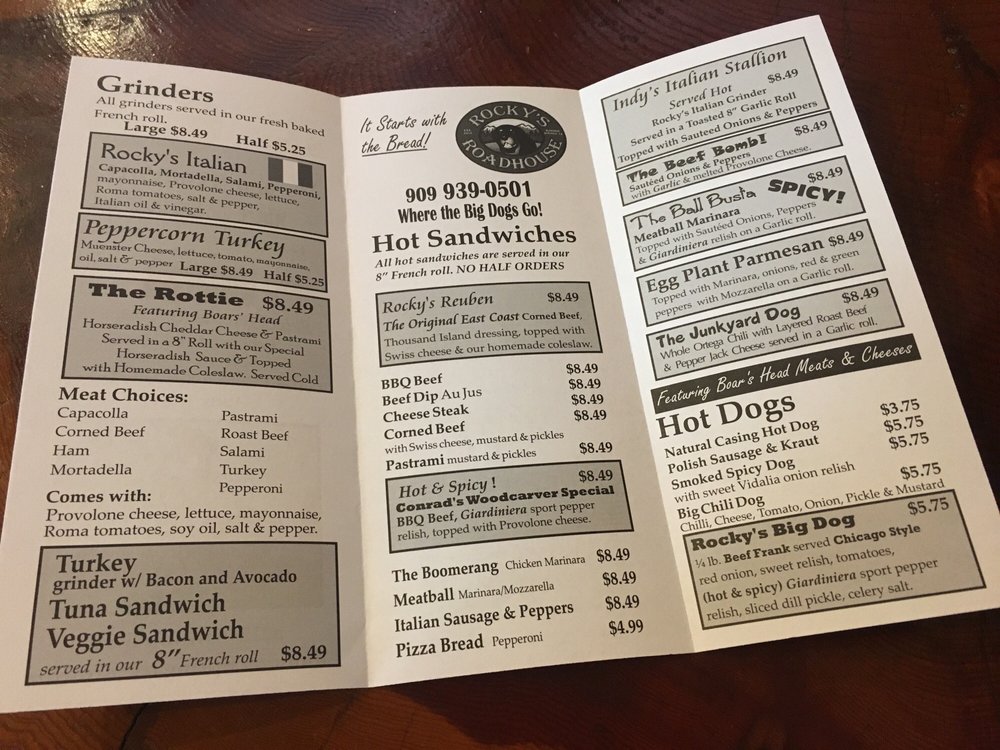 Grinders
All grinders served in our fresh baked
French roll.
Large $8.49 Half $5.25
Rocky's Italian
Capacolla, Mortadella, Salami, Pepperoni,
mayonnaise, Provolone cheese, lettuce,
Roma tomatoes, salt & pepper,
Italian oil & vinegar.
Peppercorn Turkey
Muenster Cheese, lettuce, tomato, mayonnaise,
oil, salt & pepper Large $8.49 Half $5.25
The Rottie $8.49
Featuring Boars' Head
Horseradish Cheddar Cheese & Pastrami
Served in a 8" Roll with our Special
Horseradish Sauce & Topped
with Homemade Coleslaw. Served Cold
Meat Choices:
Capacolla Pastrami
Corned Beef Roast Beef
Ham Salami
Mortadella Turkey
Pepperoni
Comes with:
Provolone cheese, lettuce, mayonnaise,
Roma tomatoes, soy oil, salt & pepper.
Turkey
grinder w/ Bacon and Avocado
Tuna Sandwich
Veggie Sandwich
served in our 8" French roll $8.49
It Starts with
the Bread!
ROCKY'S
ROADHOUSE
909 939-0501
Where the Big Dogs Go!
Hot Sandwiches
All hot sandwiches are served in our
8" French roll. NO HALF ORDERS
Rocky's Reuben $8.49
The Original East Coast Corned Beef,
Thousand Island dressing, topped with
Swiss cheese & our homemade coleslaw.
BBQ Beef $8.49
Beef Dip Au Jus $8.49
Cheese Steak $8.49
Corned Beef $8.49
with Swiss cheese, mustard & pickles
Pastrami mustard & pickles $8.49
Hot & Spicy ! $8.49
Conrad's Woodcarver Special
BBQ Beef, Giardiniera sport pepper
relish, topped with Provolone cheese.
The Boomerang Chicken Marinara $8.49
Meatball Marinara/Mozzarella $8.49
Italian Sausage & Peppers $8.49
Pizza Bread Pepperoni $4.99
Indy's Italian Stallion
Served Hot $8.49
Rocky's Italian Grinder
Served in a Toasted 8" Garlic Roll
Topped with Sauteed Onions & Peppers
The Beef Bomb! $8.49
Sautéed Onions & Peppers
with Garlic & melted Provolone Cheese.
The Ball Busta $8.49
Meatball Marinara SPICY!
Topped with Sautéed Onions, Peppers
& Giardiniera relish on a Garlic roll.
Egg Plant Parmesan $8.49
Topped with Marinara, onions, red & green
peppers with Mozzarella on a Garlic roll.
The Junkyard Dog $8.49
Whole Ortega Chili with Layered Roast Beef
& Pepper Jack Cheese served in a Garlic roll.
Featuring Boar's Head Meats & Cheeses
Hot Dogs
Natural Casing Hot Dog $3.75
Polish Sausage & Kraut $5.75
Smoked Spicy Dog $5.75
with sweet Vidalia onion relish
Big Chili Dog $5.75
Chilli, Cheese, Tomato, Onion, Pickle & Mustard
Rocky's Big Dog $5.75
¼ lb. Beef Frank served Chicago Style
red onion, sweet relish, tomatoes,
(hot & spicy) Giardiniera sport pepper
relish, sliced dill pickle, celery salt.